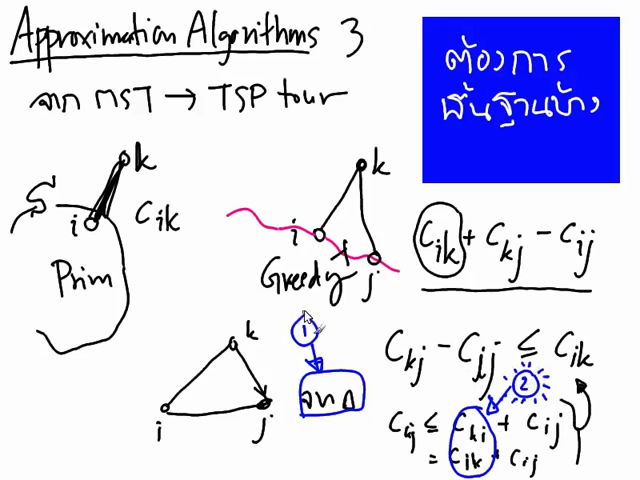 Approximation Algorithms 3
จาก MST → TSP tour
ต้องการ
พื้นฐานบ้าง
S
k
i
Cik
Prim
k
i
j
Greedy
Cik + Ckj - Cij
k
i
j
1
จาก Δ
Ckj - Cij ≤ Cik
2
Ckj ≤ Cki + Cij
= Cik + Cij